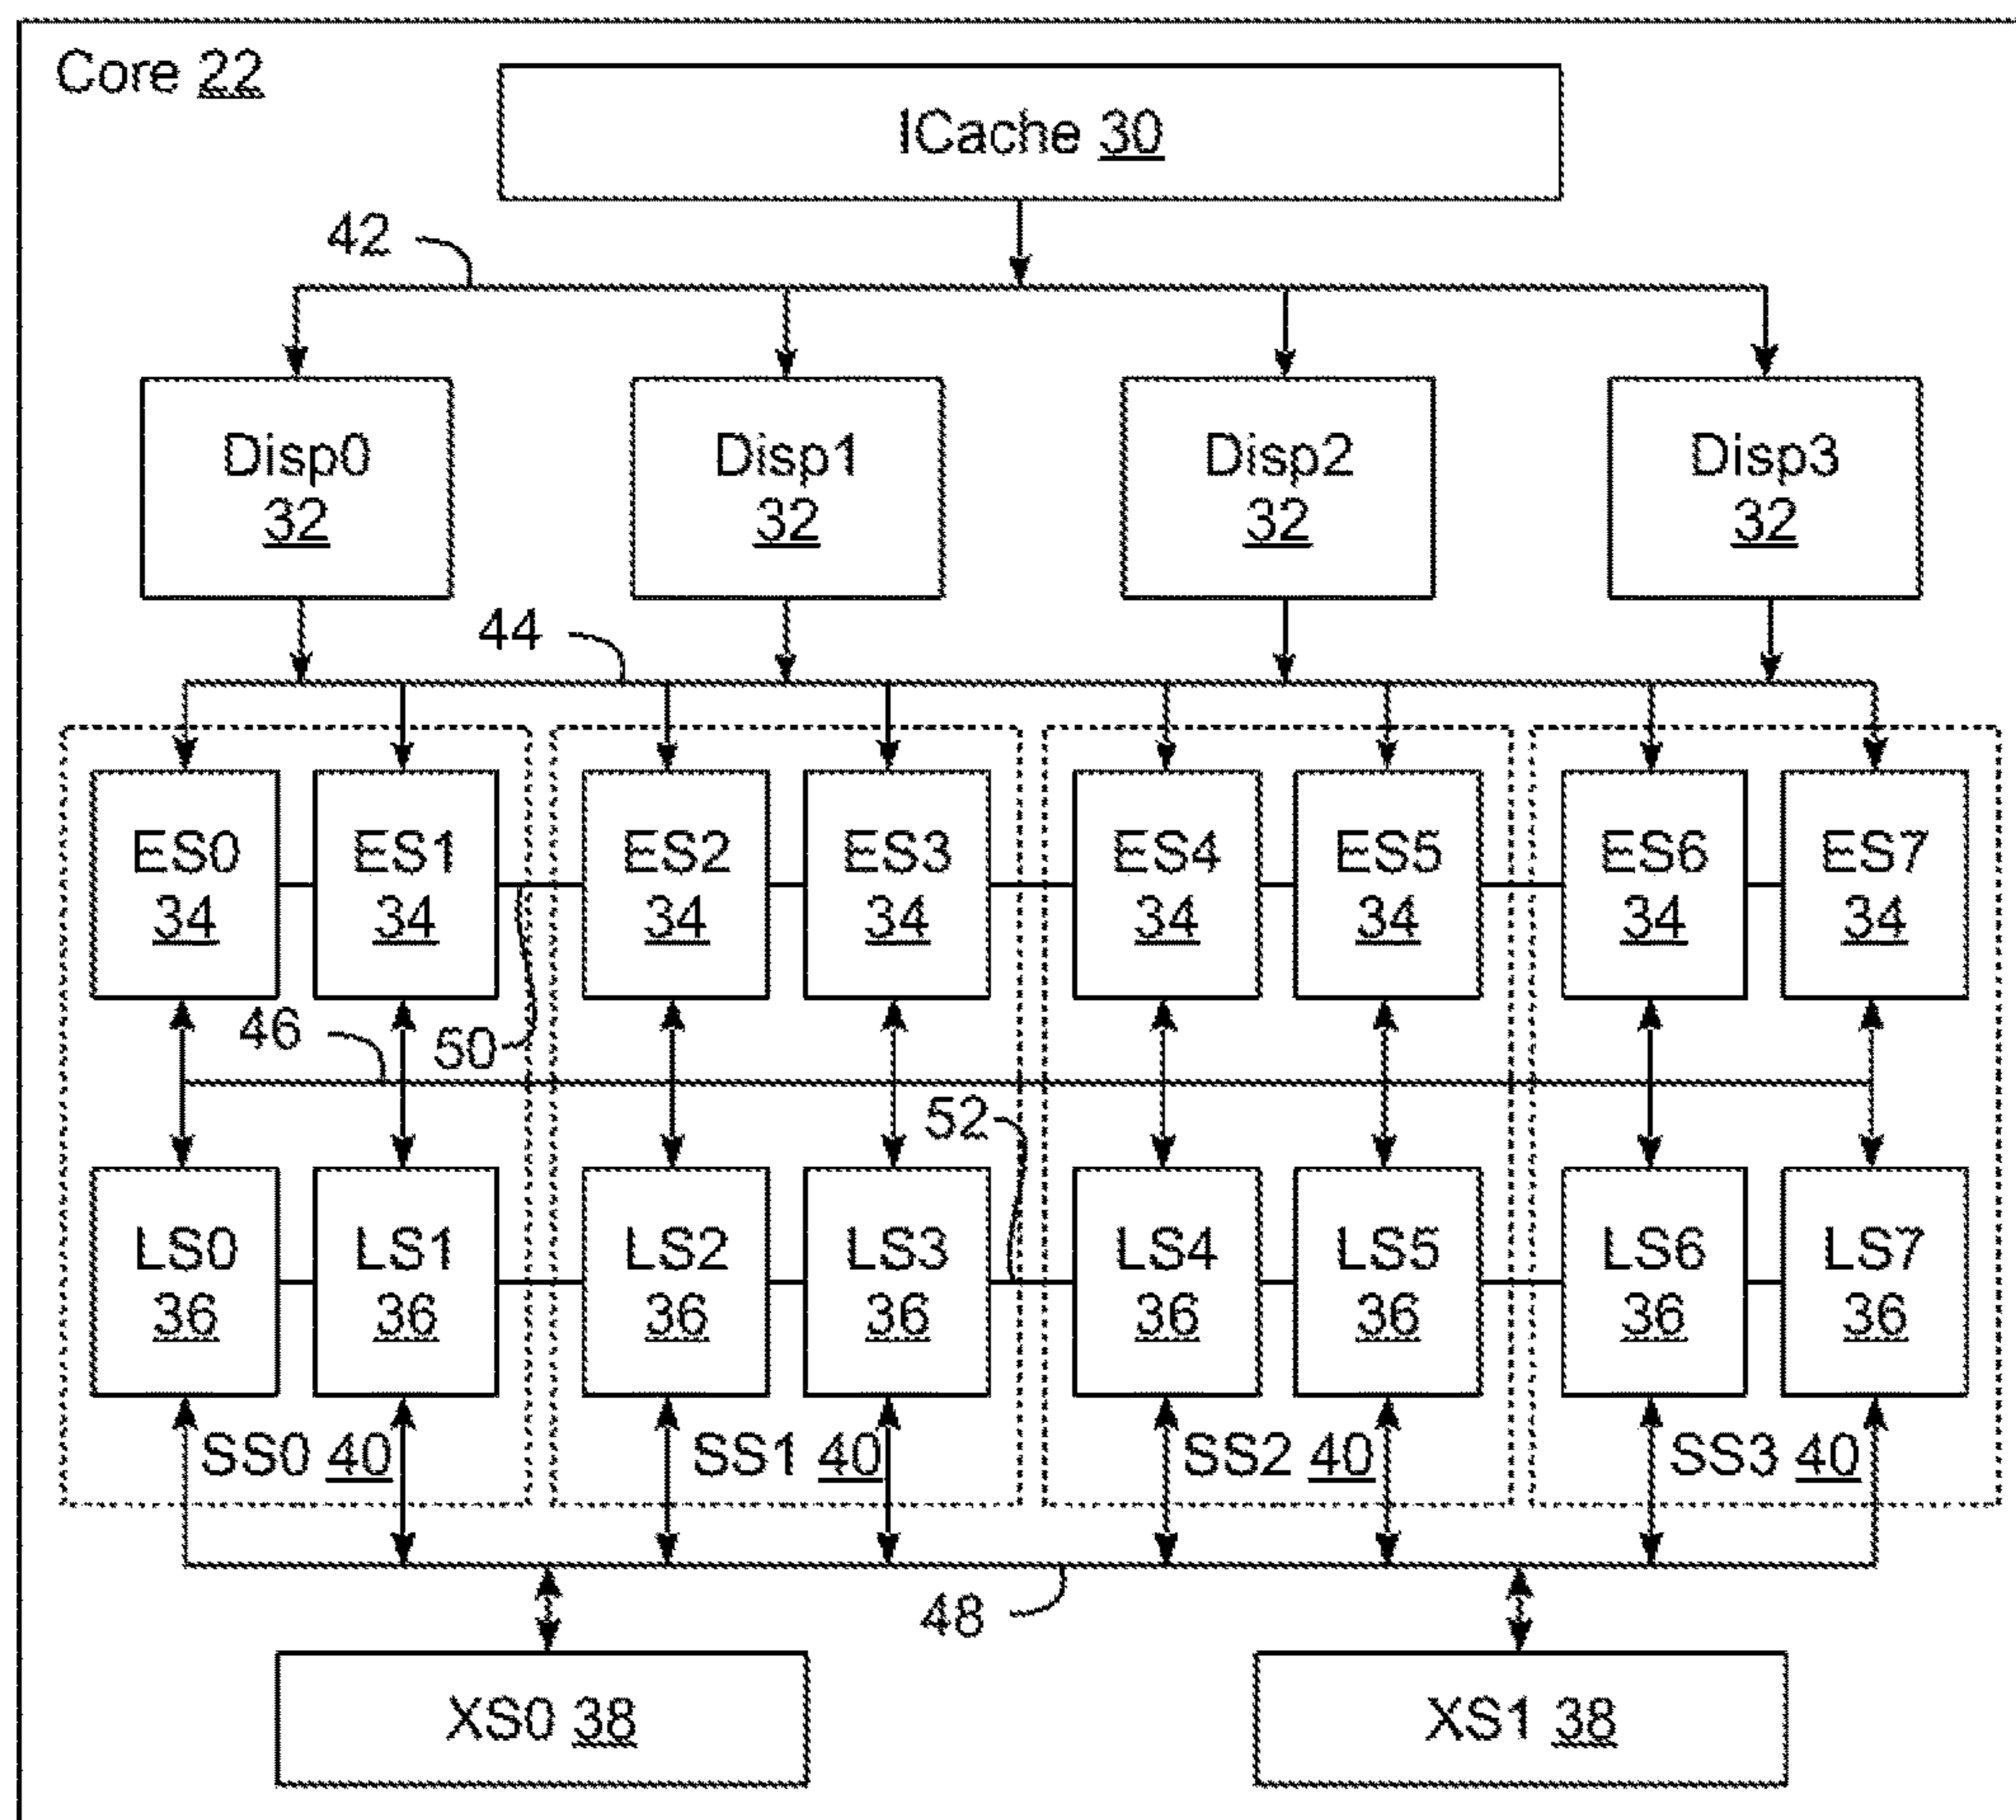 Core 22
ICache 30
42
Disp0 Disp1 Disp2 Disp3
32 32 32 32
44
ES0 ES1 ES2 ES3 ES4 ES5 ES6 ES7
34 34 34 34 34 34 34 34
46 50
52
LS0 LS1 LS2 LS3 LS4 LS5 LS6 LS7
36 36 36 36 36 36 36 36
SS0 40 SS1 40 SS2 40 SS3 40
48
XS0 38 XS1 38